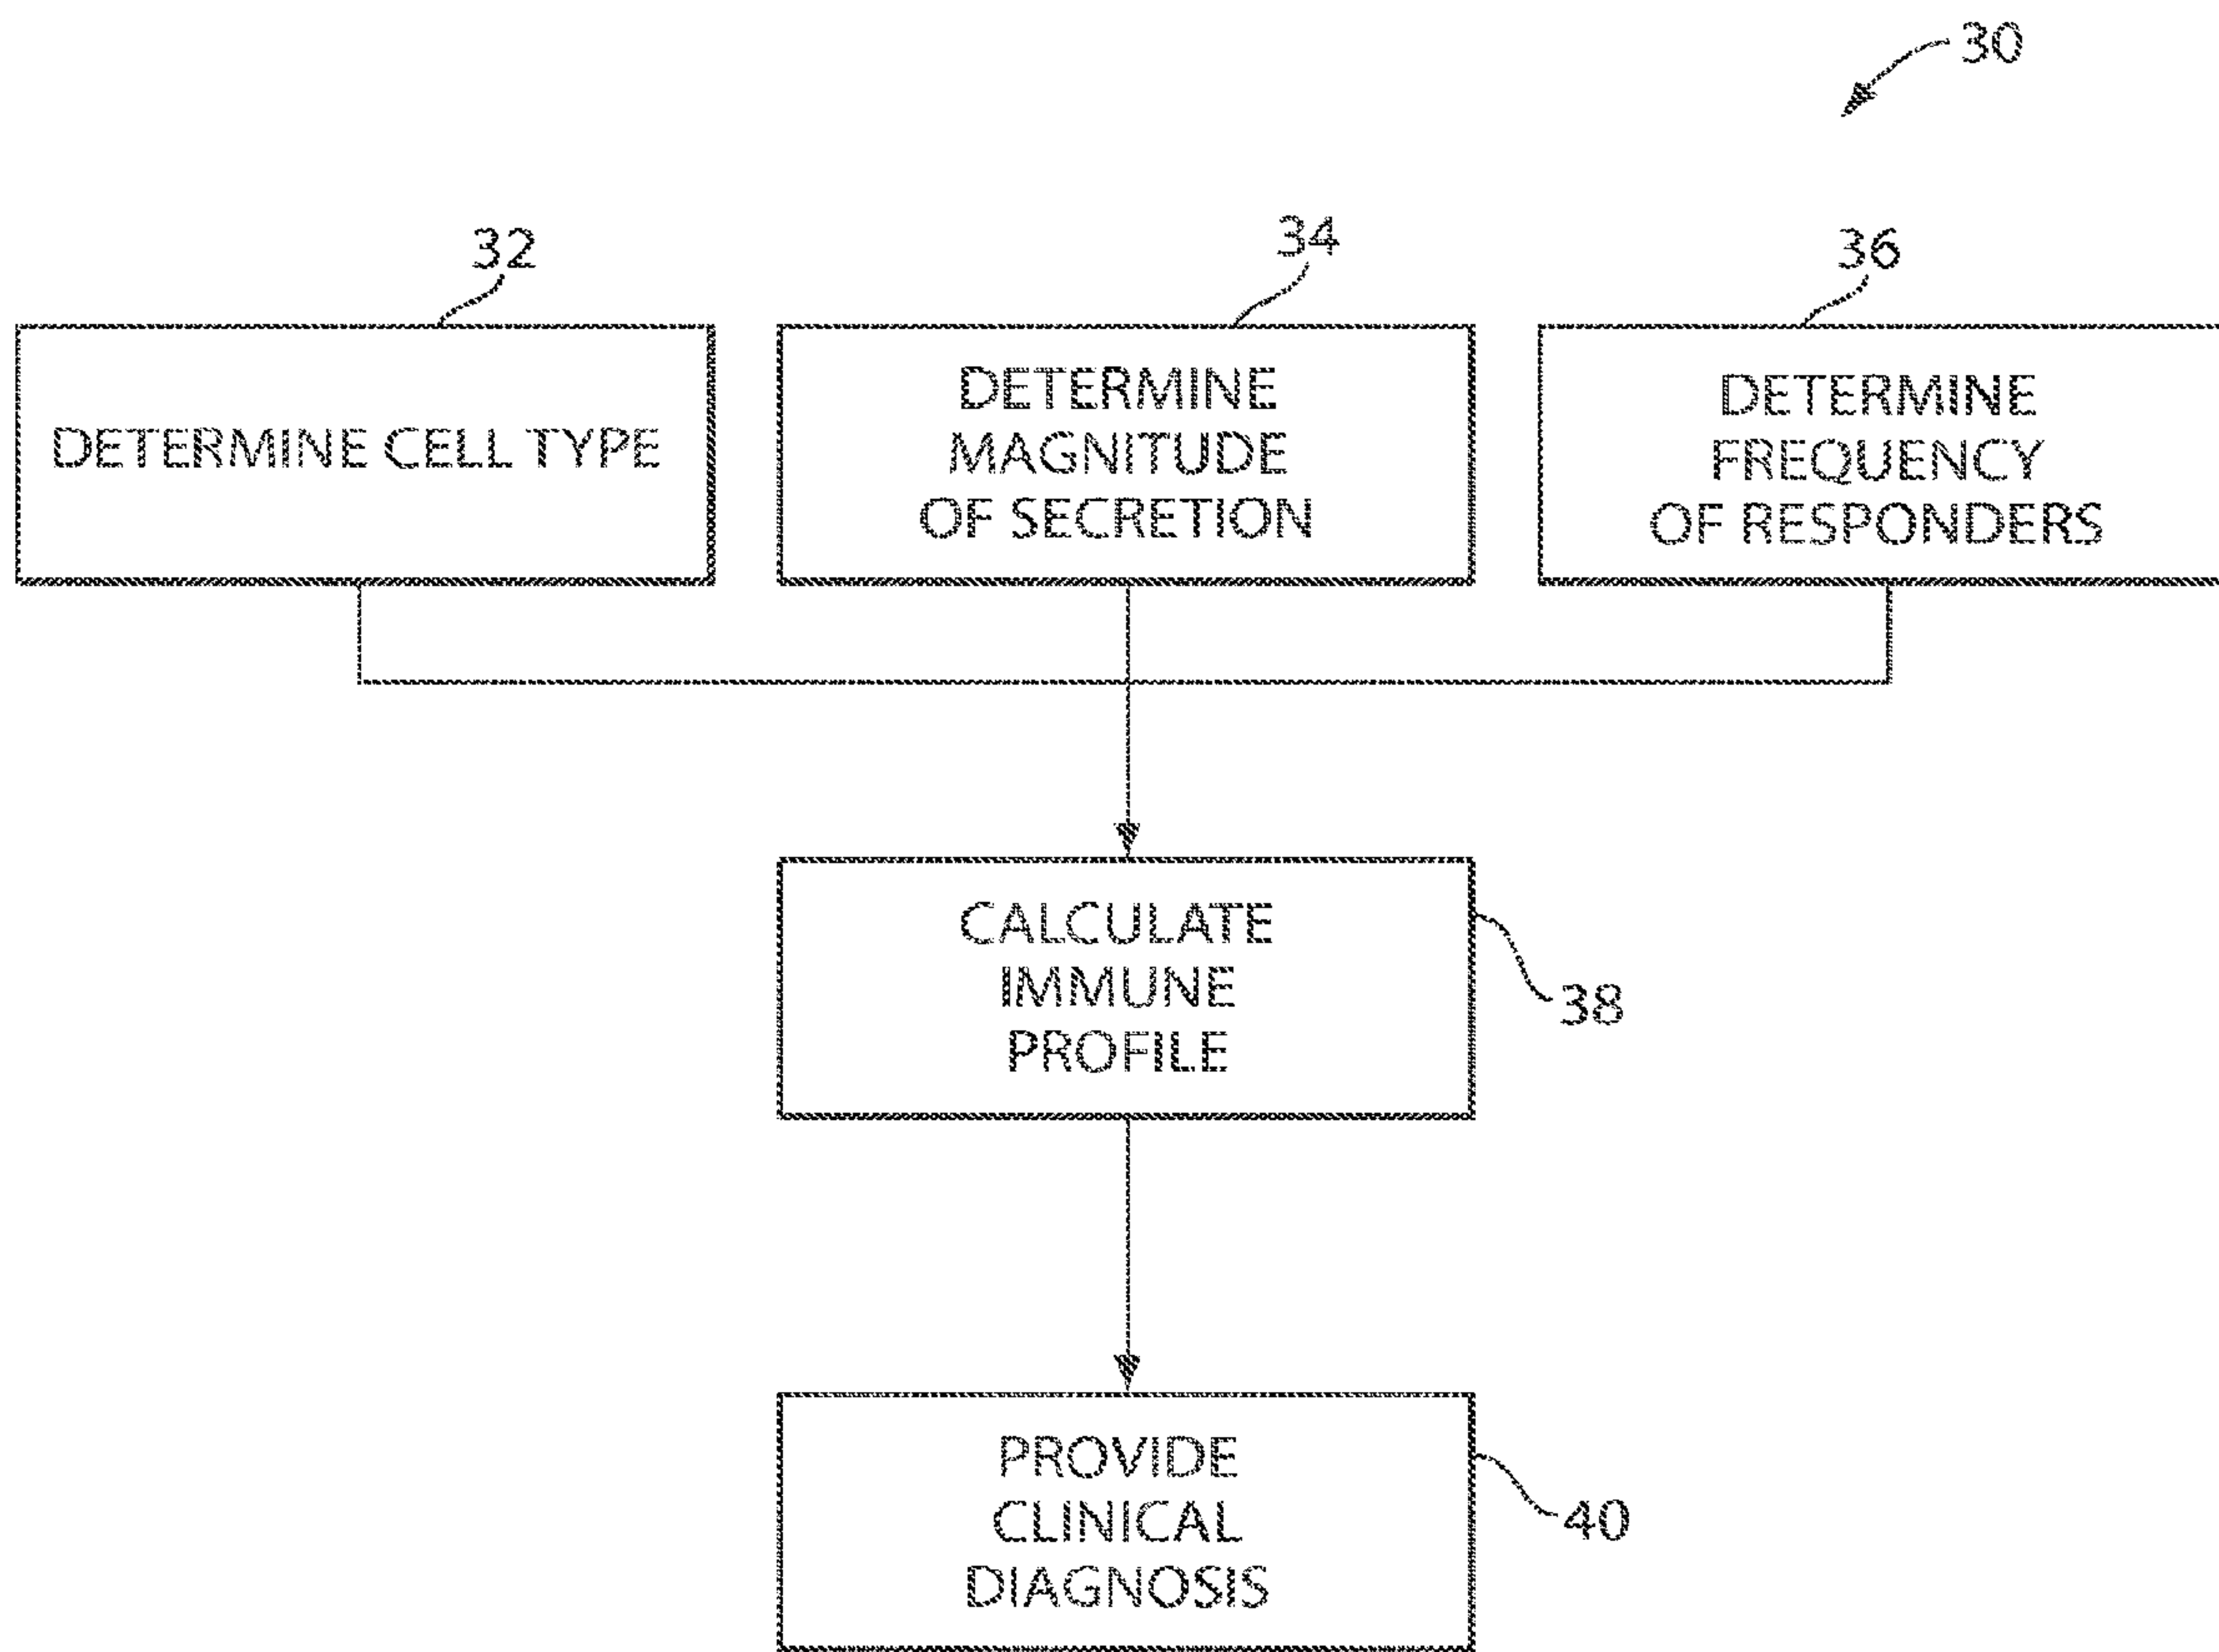 30
32
34
36
DETERMINE CELL TYPE
DETERMINE
MAGNITUDE
OF SECRETION
DETERMINE
FREQUENCY
OF RESPONDERS
CALCULATE
IMMUNE
PROFILE
38
PROVIDE
CLINICAL
DIAGNOSIS
40